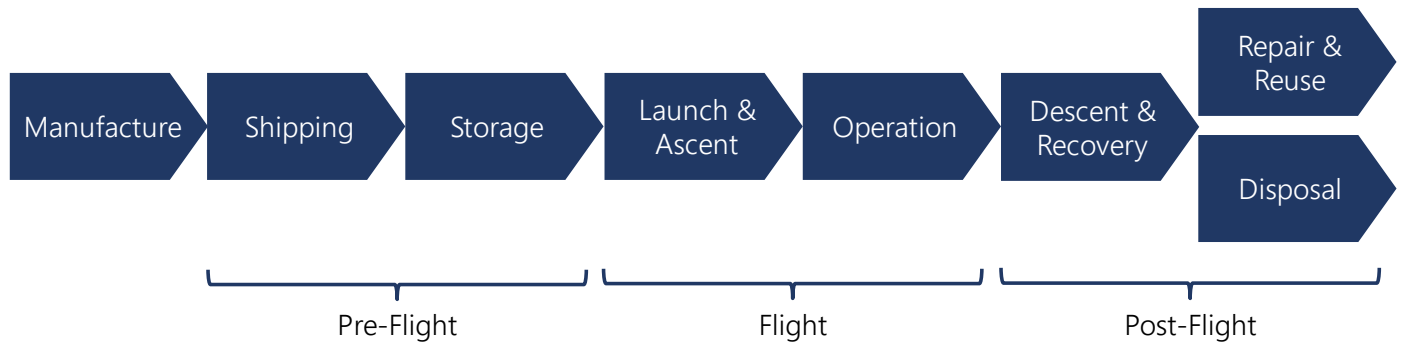 Manufacture
Shipping
Storage
Launch &
Ascent
Operation
Descent &
Recovery
Repair &
Reuse
Disposal
Pre-Flight
Flight
Post-Flight